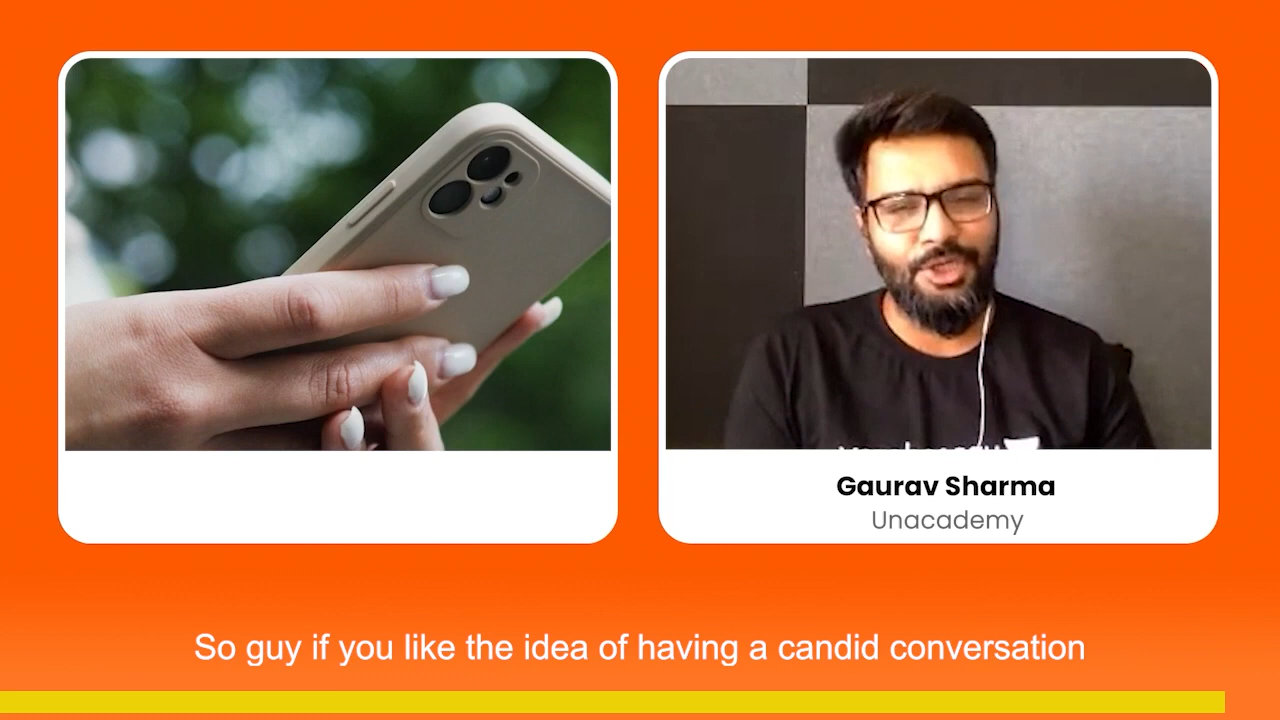 Gaurav Sharma
Unacademy
So guy if you like the idea of having a candid conversation